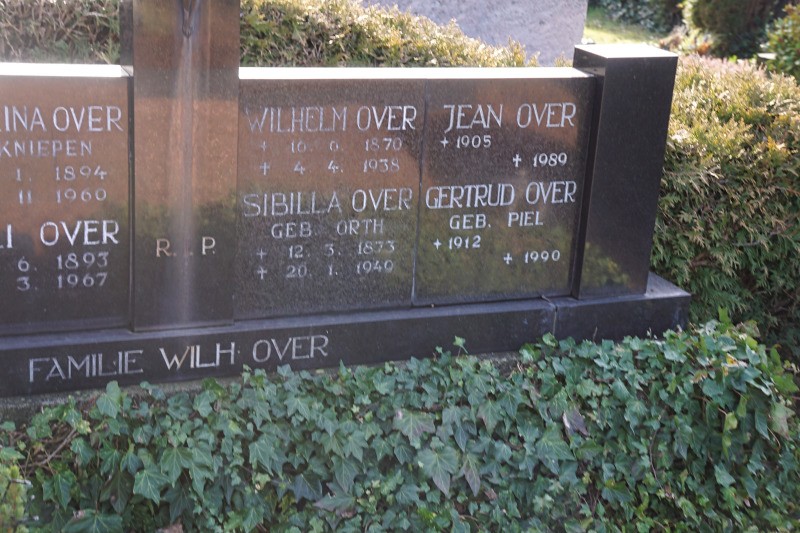 INA OVER
KNIEPEN
1. 1894
11 1960
I OVER
6. 1893
3. 1967
R. P.
WILHELM OVER
+ 16. 6. 1870
+ 4. 4. 1938
SIBILLA OVER
GEB. ORTH
+ 12. 3. 1873
+ 20. 1. 1940
JEAN OVER
+ 1905
+ 1989
GERTRUD OVER
GEB. PIEL
+ 1912
+ 1990
FAMILIE WILH. OVER